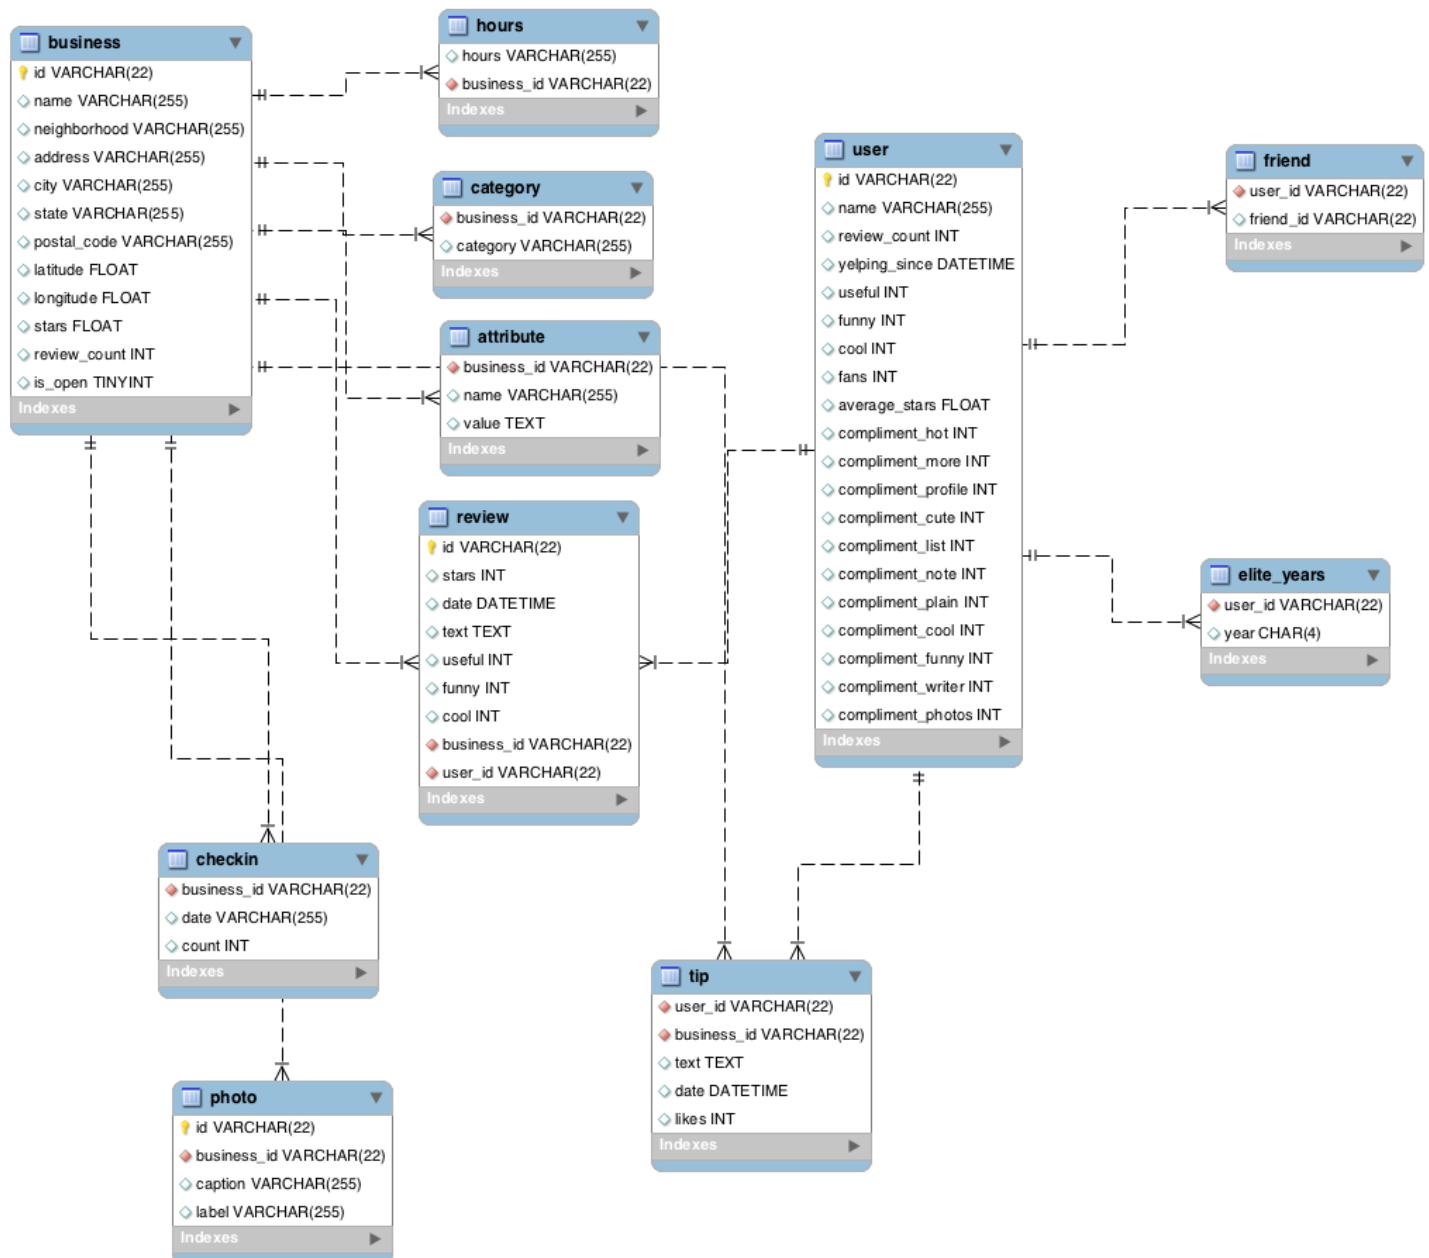 business
id VARCHAR(22)
name VARCHAR(255)
neighborhood VARCHAR(255)
address VARCHAR(255)
city VARCHAR(255)
state VARCHAR(255)
postal_code VARCHAR(255)
latitude FLOAT
longitude FLOAT
stars FLOAT
review_count INT
is_open TINYINT
Indexes
hours
hours VARCHAR(255)
business_id VARCHAR(22)
Indexes
category
business_id VARCHAR(22)
category VARCHAR(255)
Indexes
attribute
business_id VARCHAR(22)
name VARCHAR(255)
value TEXT
Indexes
review
id VARCHAR(22)
stars INT
date DATETIME
text TEXT
useful INT
funny INT
cool INT
business_id VARCHAR(22)
user_id VARCHAR(22)
Indexes
user
id VARCHAR(22)
name VARCHAR(255)
review_count INT
yelping_since DATETIME
useful INT
funny INT
cool INT
fans INT
average_stars FLOAT
compliment_hot INT
compliment_more INT
compliment_profile INT
compliment_cute INT
compliment_list INT
compliment_note INT
compliment_plain INT
compliment_cool INT
compliment_funny INT
compliment_writer INT
compliment_photos INT
Indexes
friend
user_id VARCHAR(22)
friend_id VARCHAR(22)
Indexes
elite_years
user_id VARCHAR(22)
year CHAR(4)
Indexes
checkin
business_id VARCHAR(22)
date VARCHAR(255)
count INT
Indexes
tip
user_id VARCHAR(22)
business_id VARCHAR(22)
text TEXT
date DATETIME
likes INT
Indexes
photo
id VARCHAR(22)
business_id VARCHAR(22)
caption VARCHAR(255)
label VARCHAR(255)
Indexes